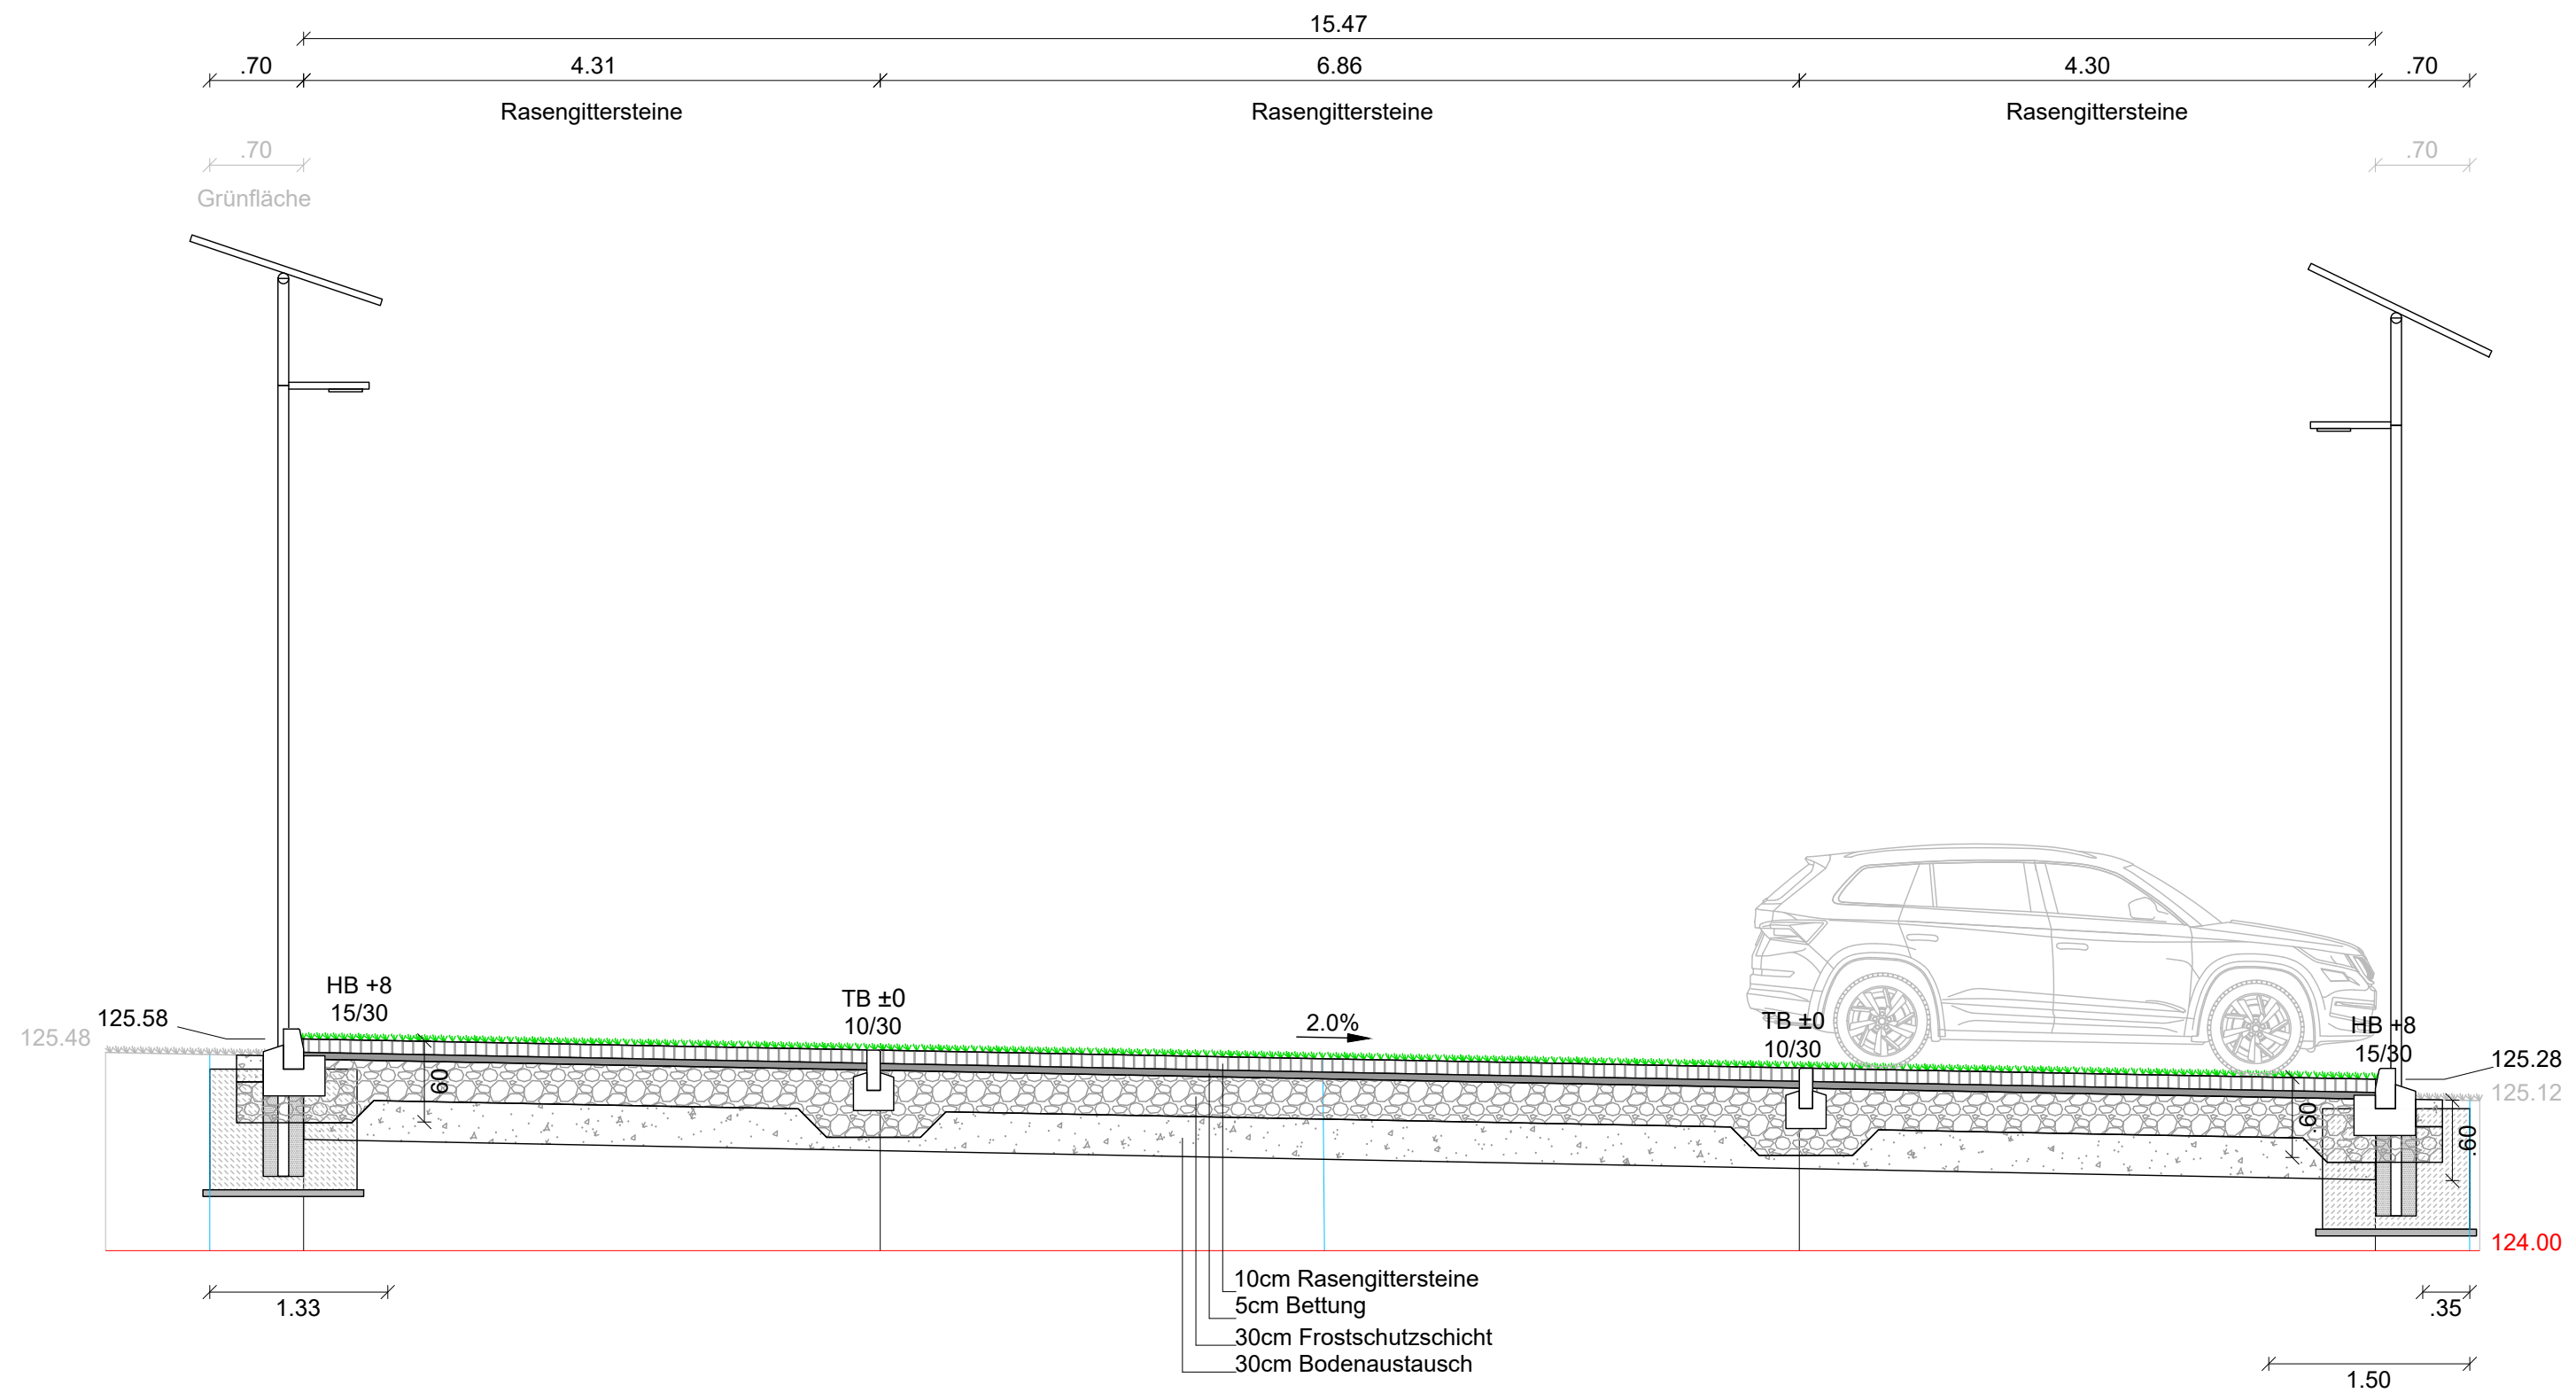 15.47
.70
4.31
6.86
4.30
.70
Rasengittersteine
Rasengittersteine
Rasengittersteine
.70
.70
Grünfläche
HB +8
15/30
125.58
125.48
TB ±0
10/30
2.0%
TB ±0
10/30
HB +8
15/30
125.28
125.12
.60
.60
.60
124.00
10cm Rasengittersteine
5cm Bettung
30cm Frostschutzschicht
30cm Bodenaustausch
1.33
.35
1.50